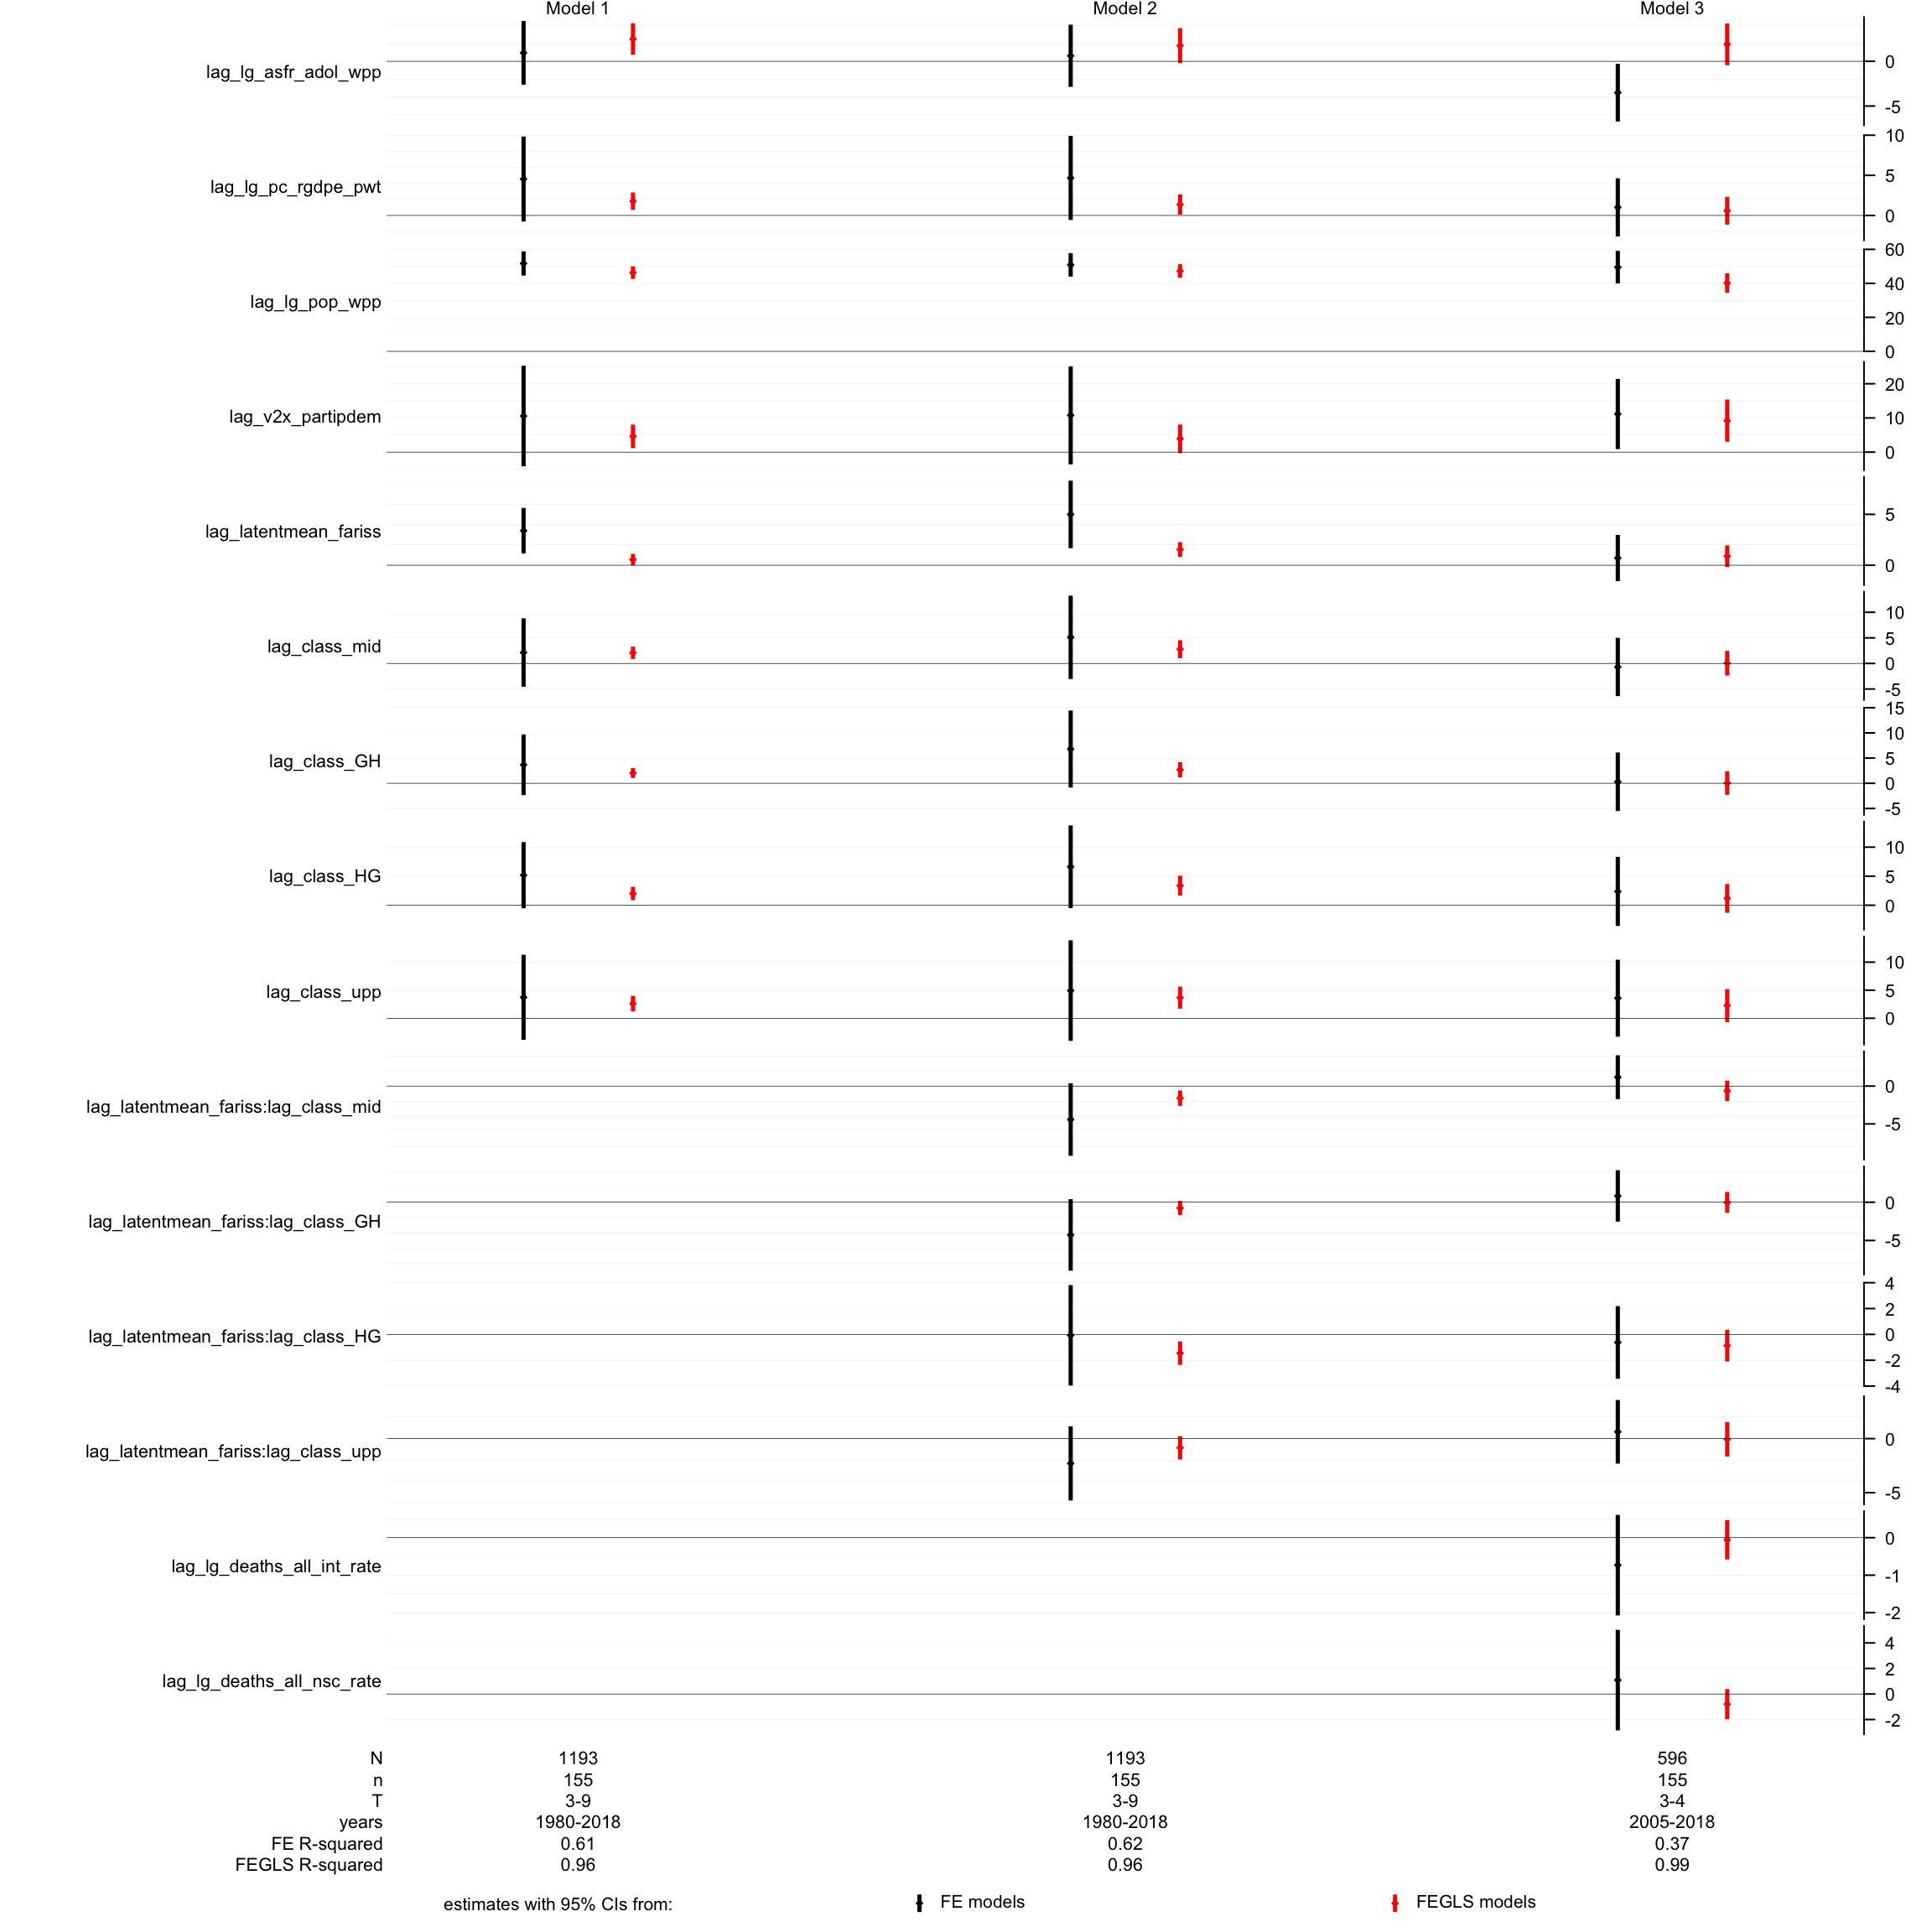 Model 1 Model 2 Model 3
lag_lg_asfr_adol_wpp 0 -5
lag_lg_pc_rgdpe_pwt 10 5 0
lag_lg_pop_wpp 60 40 20 0
lag_v2x_partipdem 20 10 0
lag_latentmean_fariss 5 0
lag_class_mid 10 5 0 -5
lag_class_GH 15 10 5 0 -5
lag_class_HG 10 5 0
lag_class_upp 10 5 0
lag_latentmean_fariss:lag_class_mid 0 -5
lag_latentmean_fariss:lag_class_GH 0 -5
lag_latentmean_fariss:lag_class_HG 4 2 0 -2 -4
lag_latentmean_fariss:lag_class_upp 0 -5
lag_lg_deaths_all_int_rate 0 -1 -2
lag_lg_deaths_all_nsc_rate 4 2 0 -2
N 1193 1193 596
n 155 155 155
T 3-9 3-9 3-4
years 1980-2018 1980-2018 2005-2018
FE R-squared 0.61 0.62 0.37
FEGLS R-squared 0.96 0.96 0.99
estimates with 95% CIs from: FE models FEGLS models